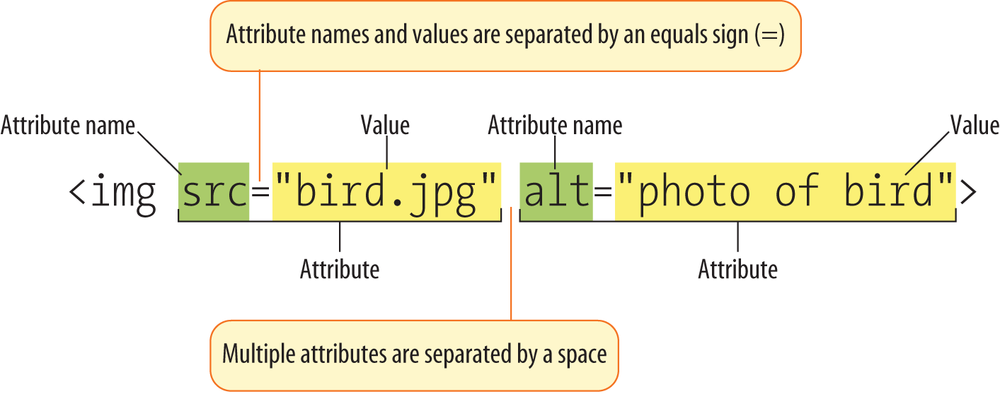 Attribute names and values are separated by an equals sign (=)
Attribute name
Value
Attribute name
Value
<img src="bird.jpg" alt="photo of bird">
Attribute
Attribute
Multiple attributes are separated by a space